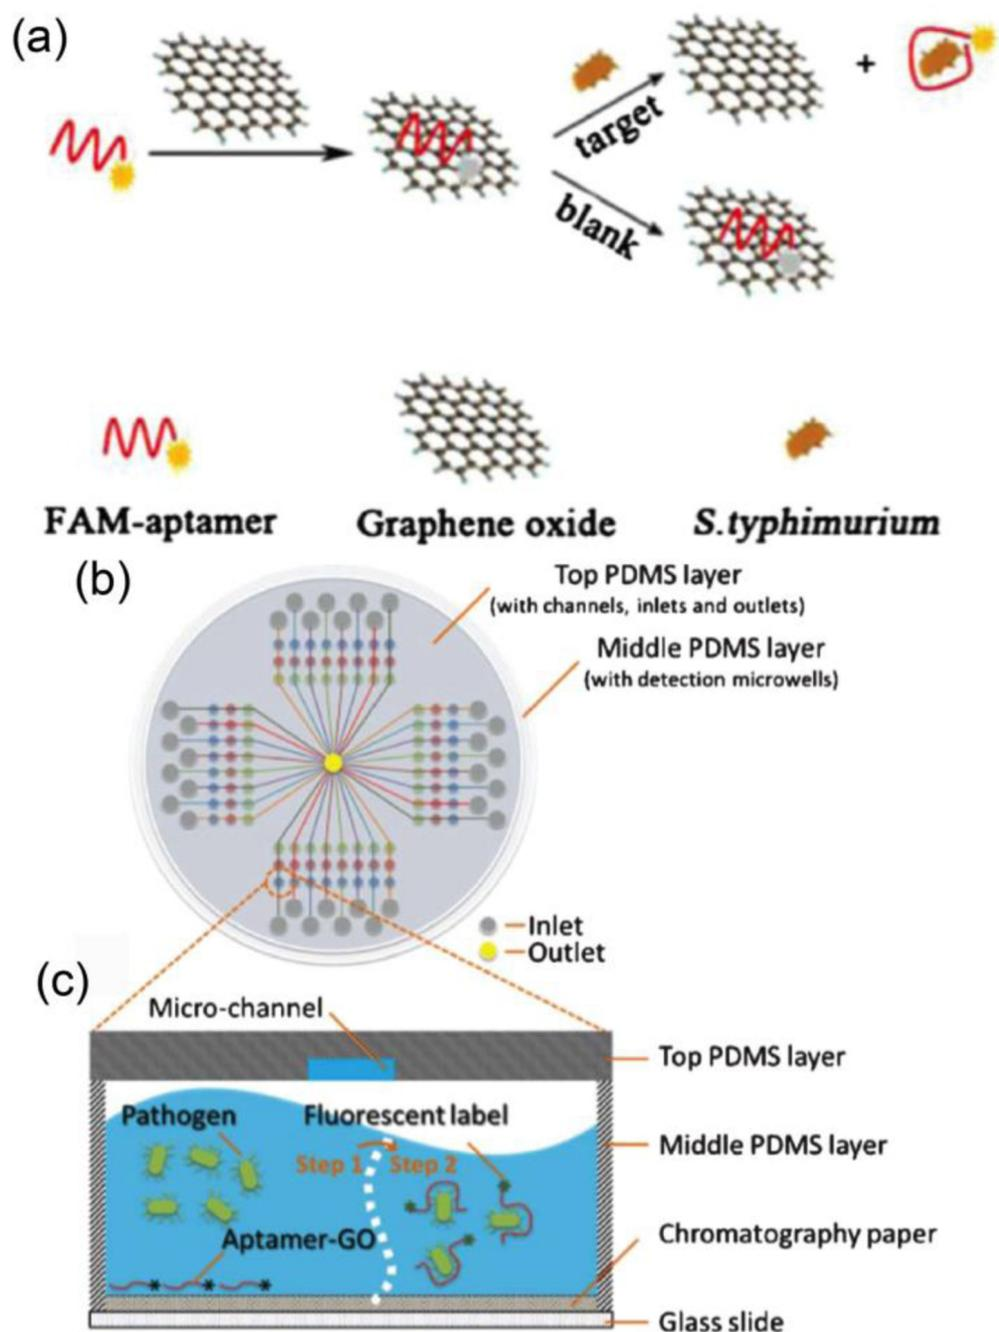 (a)
target
+
blank
FAM-aptamer
Graphene oxide
S.typhimurium
(b)
Top PDMS layer
(with channels, inlets and outlets)
Middle PDMS layer
(with detection microwells)
Inlet
Outlet
(c)
Micro-channel
Top PDMS layer
Pathogen
Fluorescent label
Middle PDMS layer
Step 1
Step 2
Aptamer-GO
Chromatography paper
Glass slide